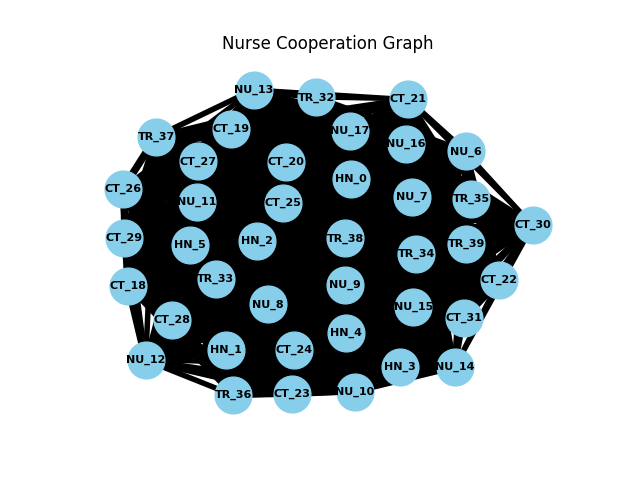 Nurse Cooperation Graph
NU_13
TR_32
CT_21
CT_19
NU_17
TR_37
NU_16
NU_6
CT_27
CT_20
HN_0
CT_26
NU_7
TR_35
NU_11
CT_25
CT_30
CT_29
TR_38
HN_2
HN_5
TR_39
TR_34
TR_33
CT_22
NU_9
CT_18
NU_8
NU_15
CT_31
CT_28
HN_4
HN_1
CT_24
NU_12
HN_3
NU_14
NU_10
CT_23
TR_36